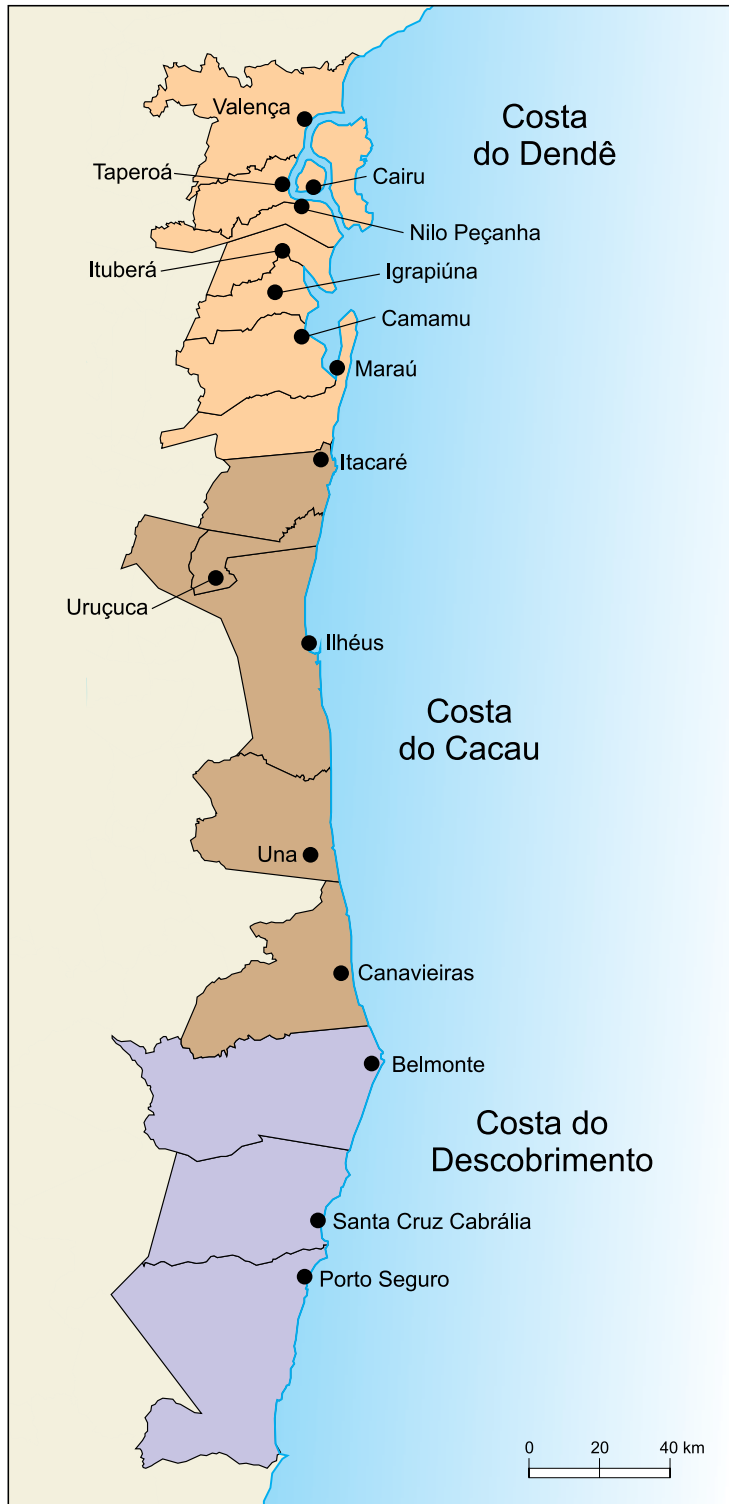 Valença
Costa
do Dendê
Taperoá
Cairu
Nilo Peçanha
Ituberá
Igrapiúna
Camamu
Maraú
Itacaré
Uruçuca
Ilhéus
Costa
do Cacau
Una
Canavieiras
Belmonte
Costa do
Descobrimento
Santa Cruz Cabrália
Porto Seguro
0 20 40 km